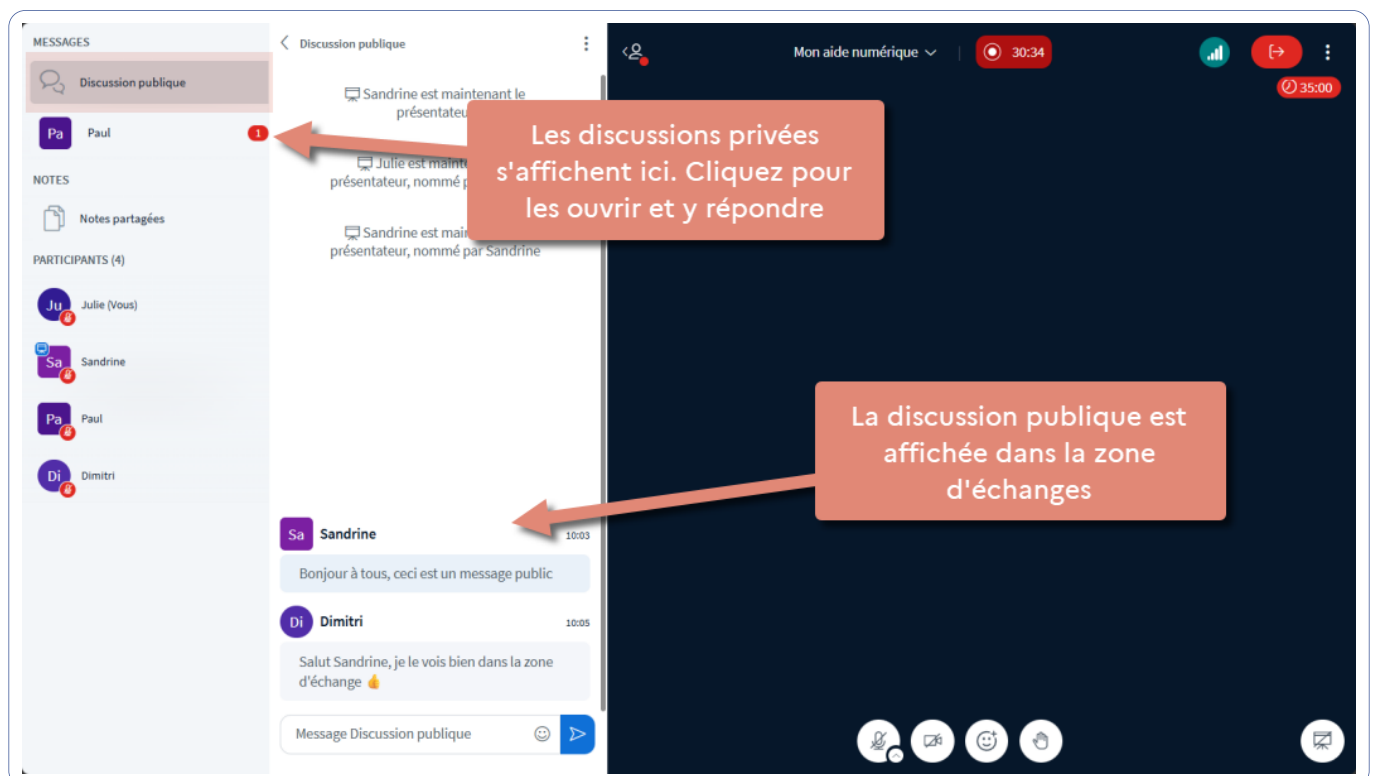 MESSAGES
Discussion publique
Pa
Paul
1
NOTES
Notes partagées
PARTICIPANTS (4)
Ju
Julie (Vous)
Sa
Sandrine
Pa
Paul
Di
Dimitri
Discussion publique
Sandrine est maintenant le
présentateu
Julie est mainte
présentateur, nommé p
Sandrine est main
présentateur, nommé par Sandrine
Sa
Sandrine
10:03
Bonjour à tous, ceci est un message public
Di
Dimitri
10:05
Salut Sandrine, je le vois bien dans la zone
d'échange 👍
Message Discussion publique
Mon aide numérique
30:34
35:00
Les discussions privées
s'affichent ici. Cliquez pour
les ouvrir et y répondre
La discussion publique est
affichée dans la zone
d'échanges